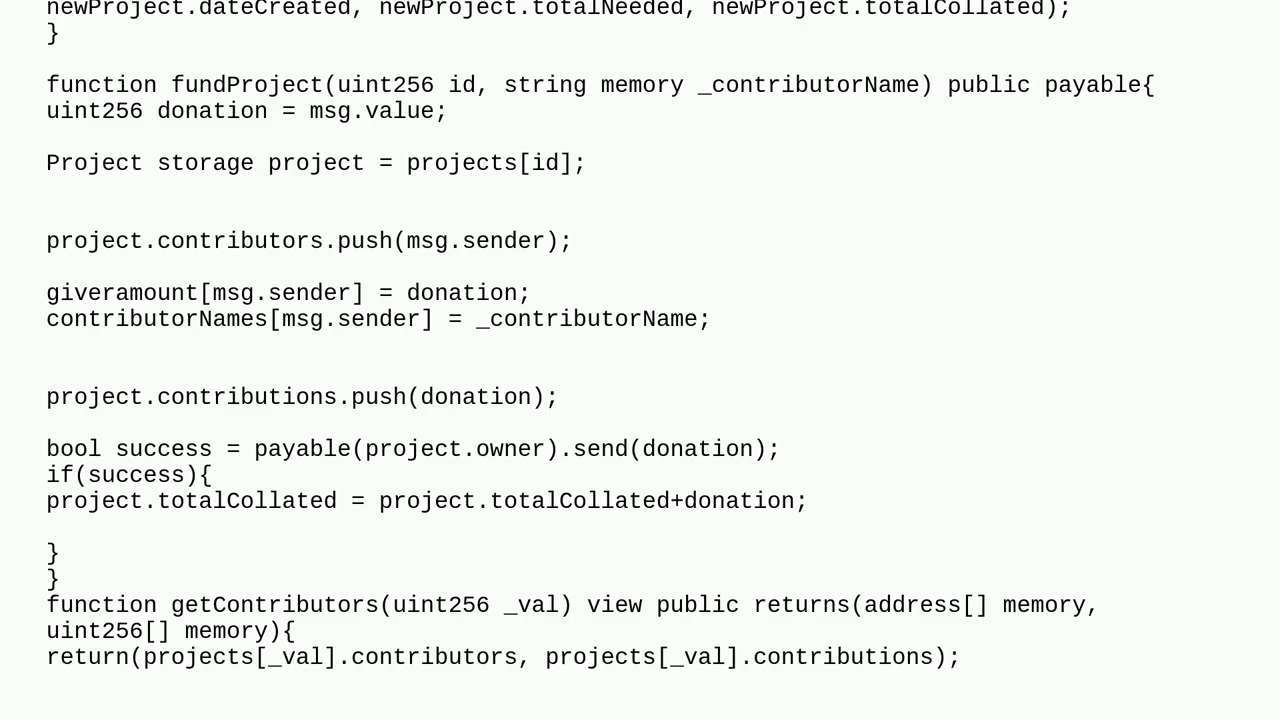 newProject.dateCreated, newProject.totalNeeded, newProject.totalCollated);
}
function fundProject(uint256 id, string memory _contributorName) public payable{
uint256 donation = msg.value;
Project storage project = projects[id];
project.contributors.push(msg.sender);
giveramount[msg.sender] = donation;
contributorNames[msg.sender] = _contributorName;
project.contributions.push(donation);
bool success = payable(project.owner).send(donation);
if(success){
project.totalCollated = project.totalCollated+donation;
}
}
function getContributors(uint256 _val) view public returns(address[] memory,
uint256[] memory){
return(projects[_val].contributors, projects[_val].contributions);